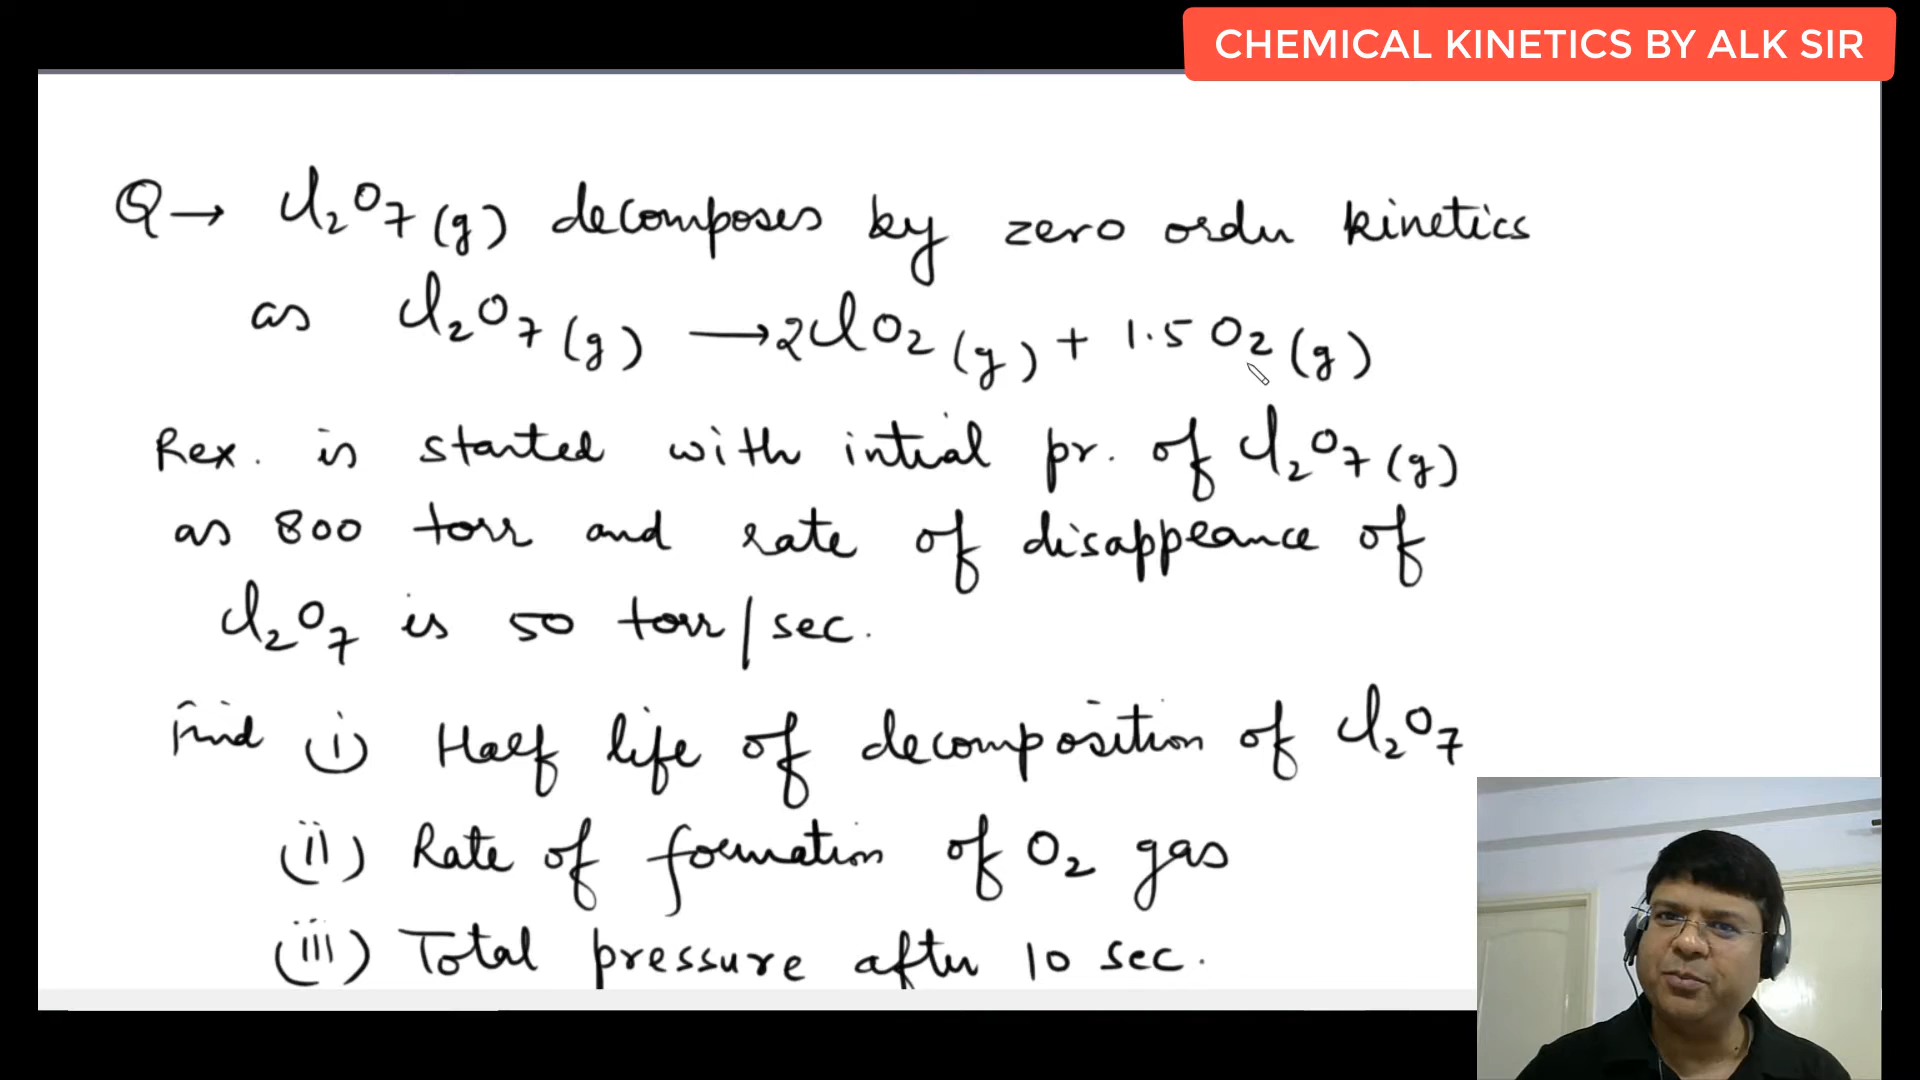 CHEMICAL KINETICS BY ALK SIR
Q → Cl₂O₇(g) decomposes by zero order kinetics
as Cl₂O₇(g) → 2ClO₂(g) + 1.5 O₂(g)
Rex. is started with intial pr. of Cl₂O₇(g)
as 800 torr and rate of disappeance of
Cl₂O₇ is 50 torr/sec.
Find (i) Half life of decomposition of Cl₂O₇
(ii) Rate of formation of O₂ gas
(iii) Total pressure after 10 sec.